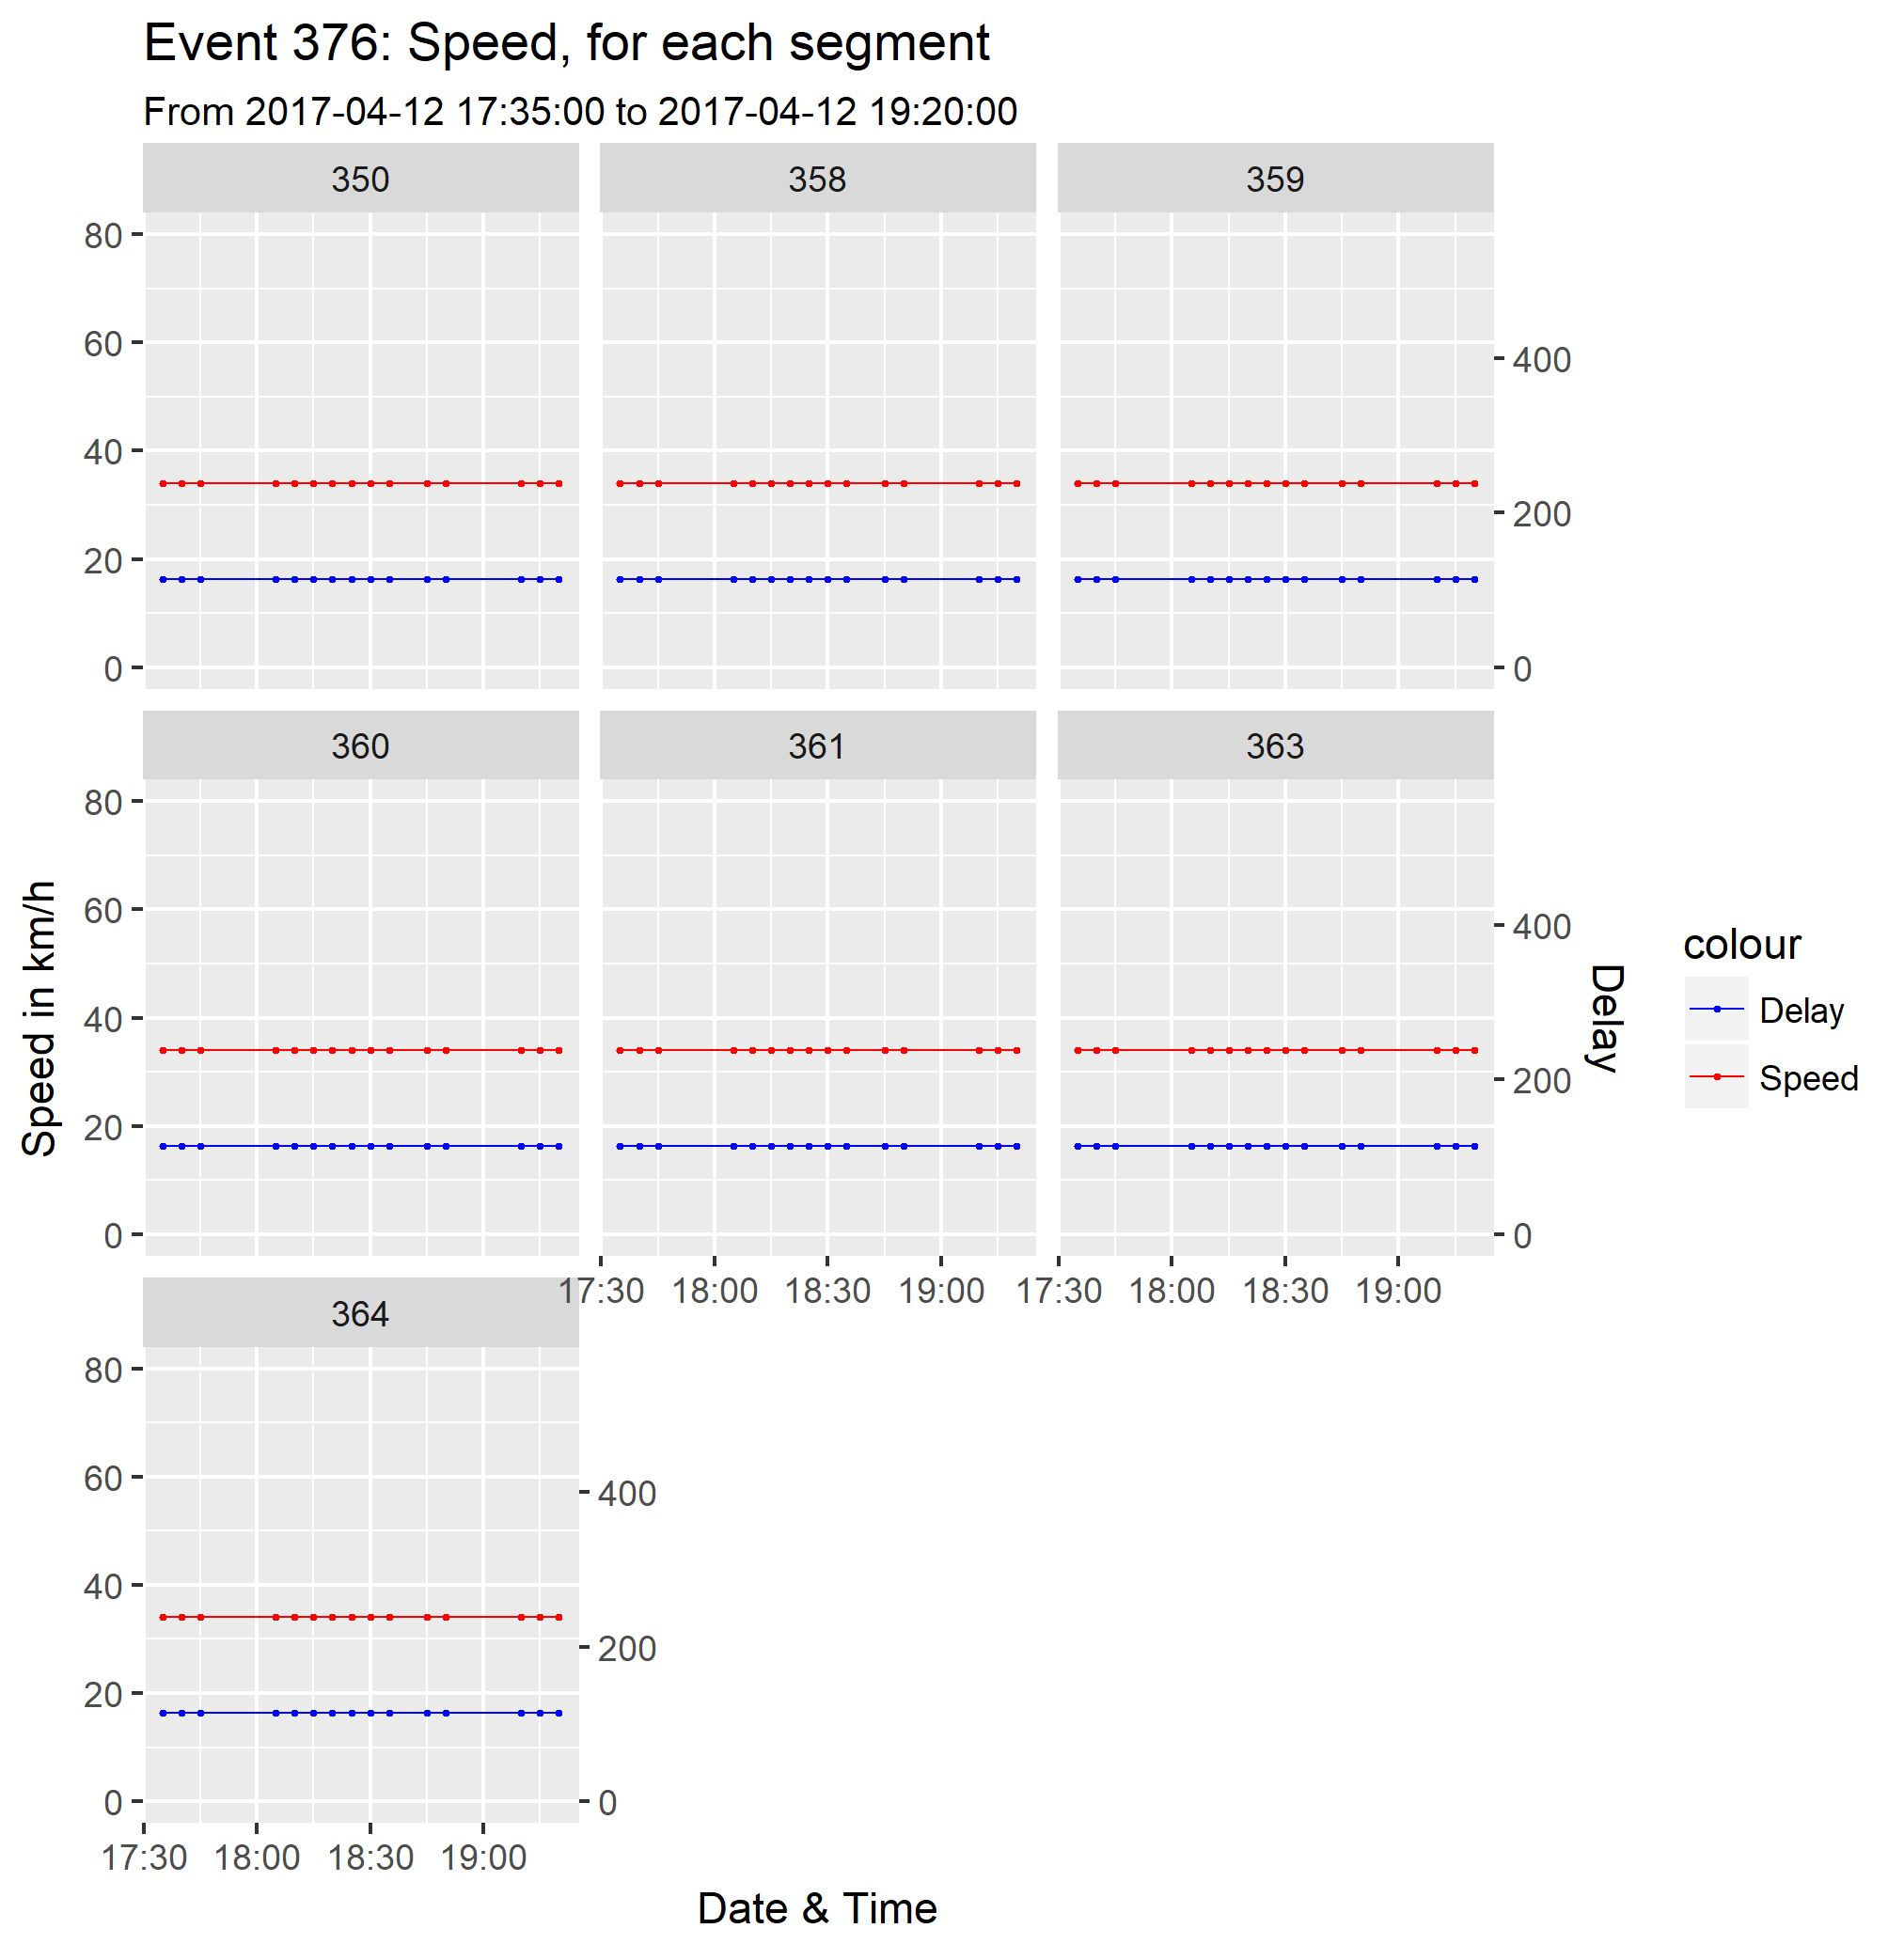 Event 376: Speed, for each segment
From 2017-04-12 17:35:00 to 2017-04-12 19:20:00
350 358 359
80
60
40
20
0
400
200
0
360 361 363
80
60
40
20
0
400
200
0
17:30 18:00 18:30 19:00 17:30 18:00 18:30 19:00
364
80
60
40
20
0
400
200
0
17:30 18:00 18:30 19:00
Date & Time
Speed in km/h
Delay
colour
Delay
Speed